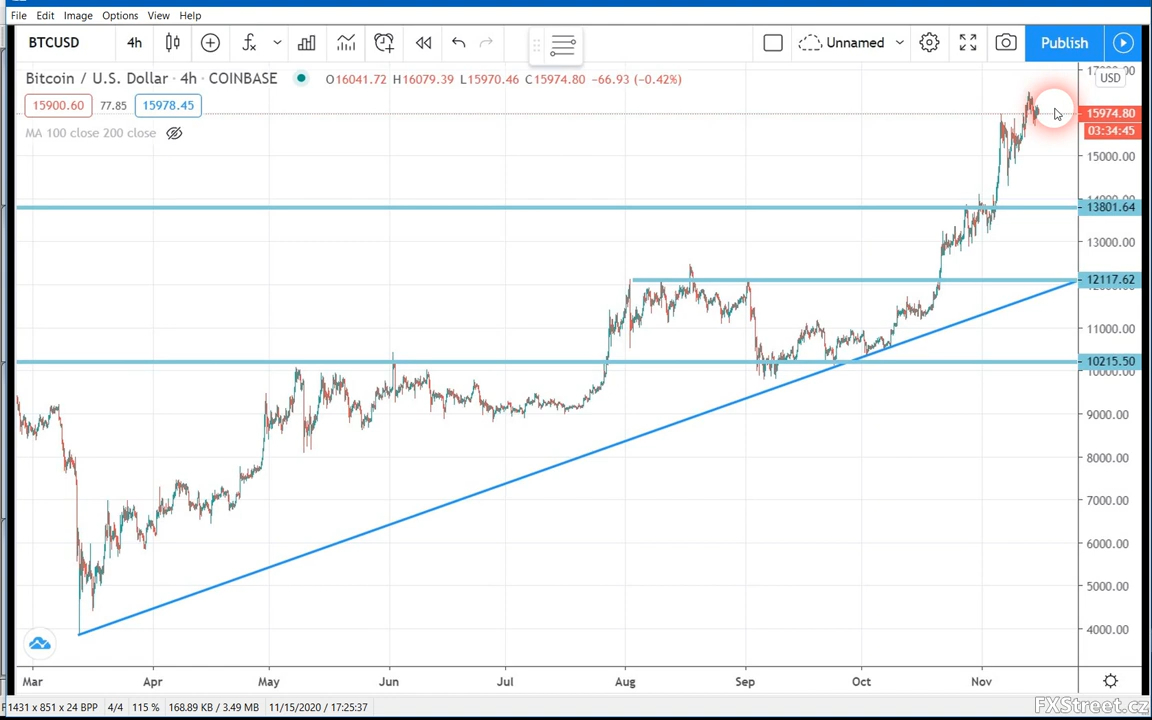 File Edit Image Options View Help
BTCUSD 4h Unnamed Publish
Bitcoin / U.S. Dollar · 4h · COINBASE O16041.72 H16079.39 L15970.46 C15974.80 −66.93 (−0.42%)
USD
15900.60 77.85 15978.45
15974.80
03:34:45
MA 100 close 200 close
15000.00
13801.64
13000.00
12117.62
11000.00
10215.50
10000.00
9000.00
8000.00
7000.00
6000.00
5000.00
4000.00
Mar Apr May Jun Jul Aug Sep Oct Nov
1431 x 851 x 24 BPP 4/4 115 % 168.89 KB / 3.49 MB 11/15/2020 / 17:25:37
FXStreet.cz